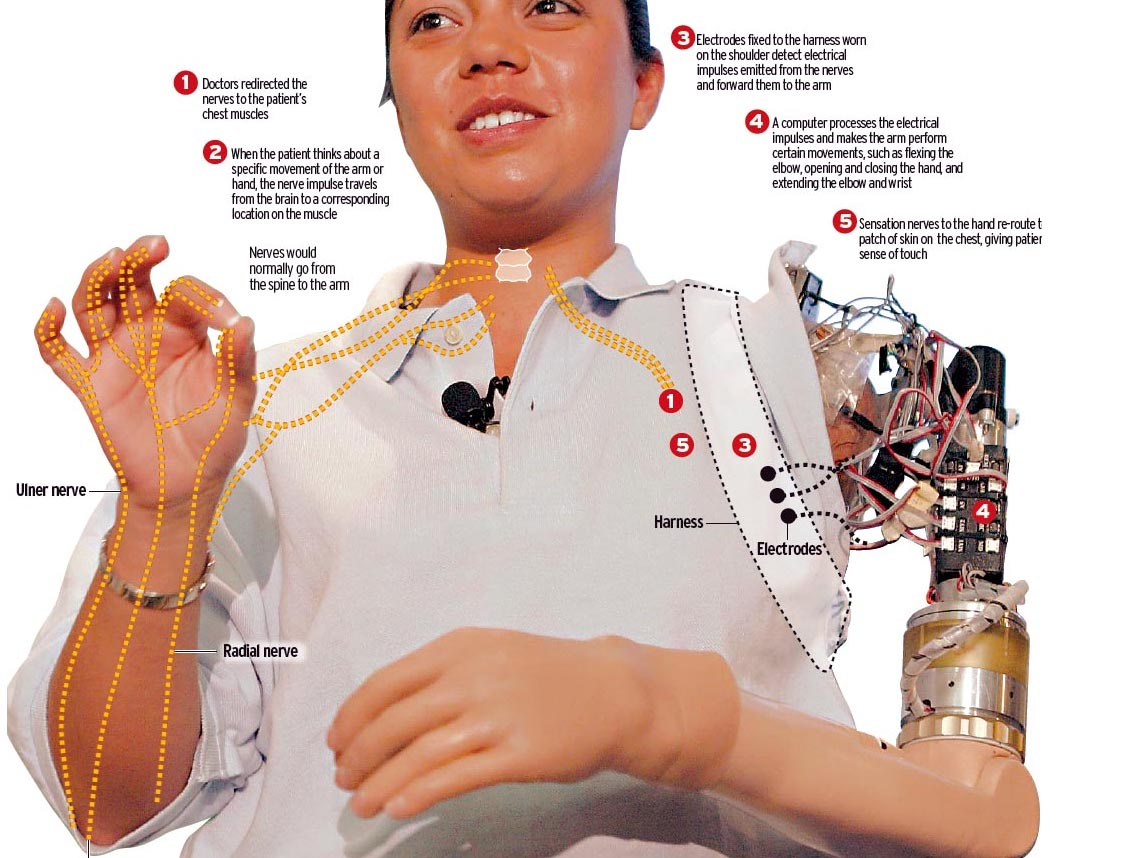 1 Doctors redirected the
nerves to the patient's
chest muscles
2 When the patient thinks about a
specific movement of the arm or
hand, the nerve impulse travels
from the brain to a corresponding
location on the muscle
Nerves would
normally go from
the spine to the arm
3 Electrodes fixed to the harness worn
on the shoulder detect electrical
impulses emitted from the nerves
and forward them to the arm
4 A computer processes the electrical
impulses and makes the arm perform
certain movements, such as flexing the
elbow, opening and closing the hand, and
extending the elbow and wrist
5 Sensation nerves to the hand re-route t
patch of skin on the chest, giving patier
sense of touch
1
5
3
4
Ulner nerve
Harness
Electrodes
Radial nerve